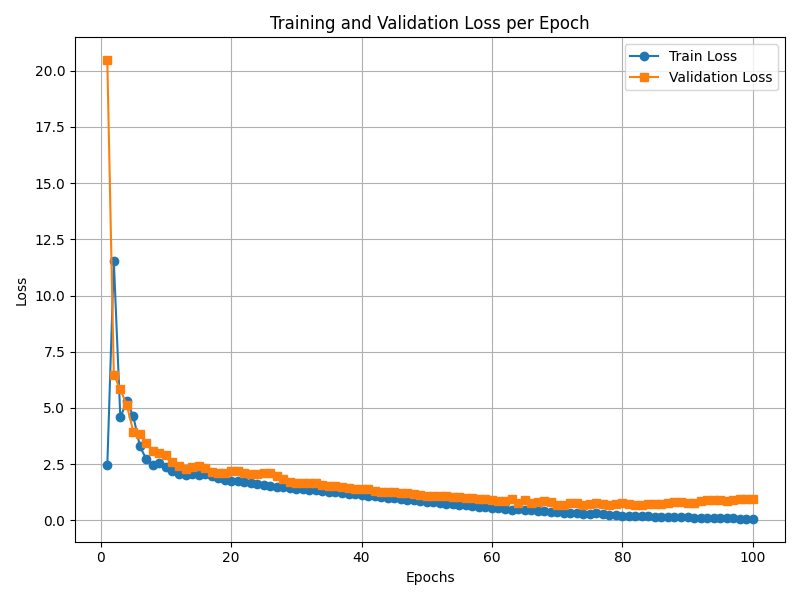 Training and Validation Loss per Epoch
Train Loss
Validation Loss
20.0
17.5
15.0
12.5
10.0
7.5
5.0
2.5
0.0
Loss
0 20 40 60 80 100
Epochs